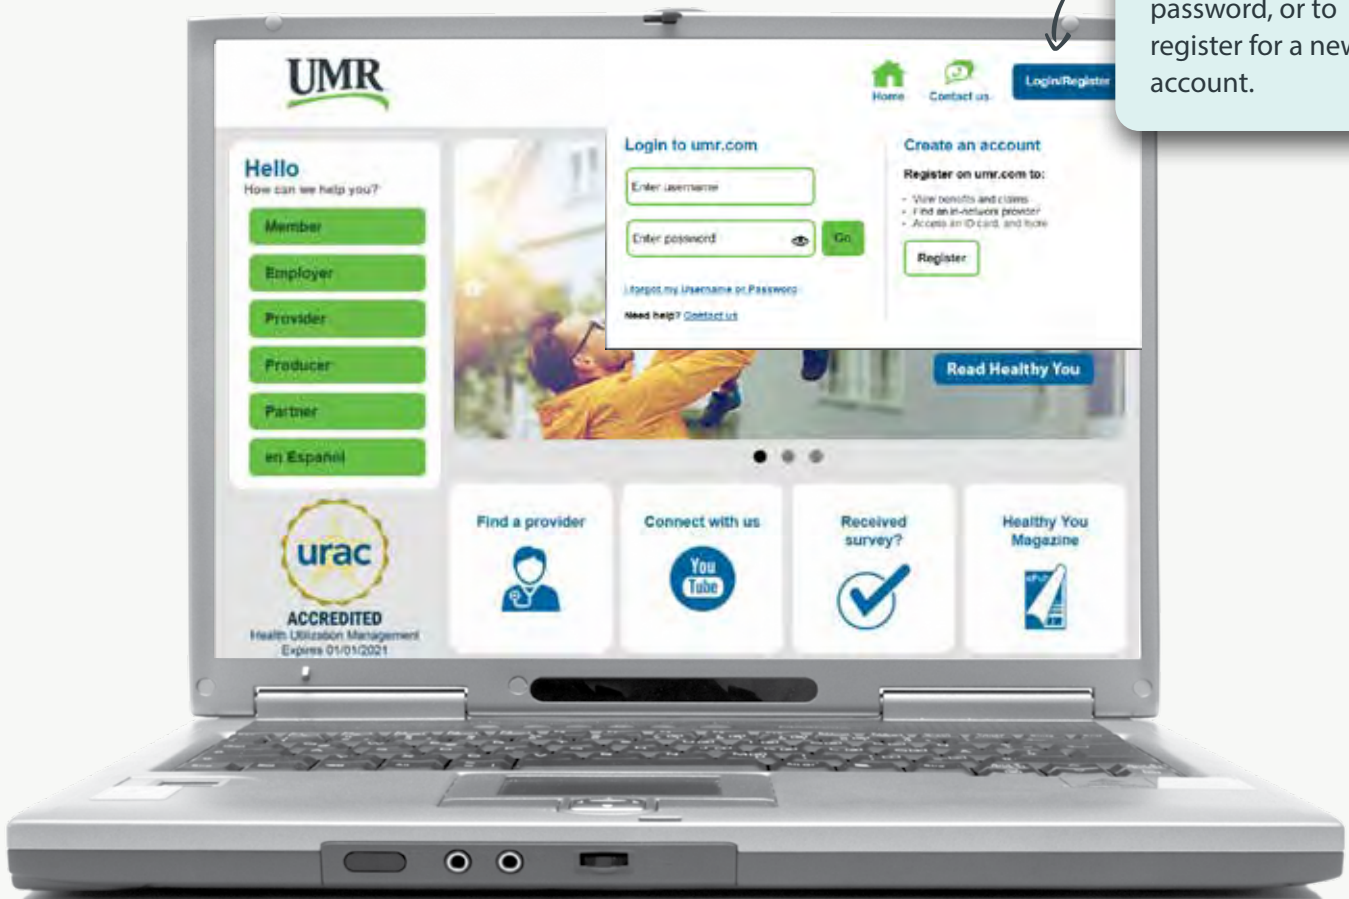 password, or to
register for a new
account.
UMR
Home
Contact us
Login/Register
Hello
How can we help you?
Member
Employer
Provider
Producer
Partner
en Español
Login to umr.com
Enter username
Enter password
Go
I forgot my Username or Password
Need help? Contact us
Create an account
Register on umr.com to:
- View benefits and claims
- Find an in-network provider
- Access an ID card, and more
Register
Read Healthy You
urac
ACCREDITED
Health Utilization Management
Expires 01/01/2021
Find a provider
Connect with us
You
Tube
Received
survey?
Healthy You
Magazine